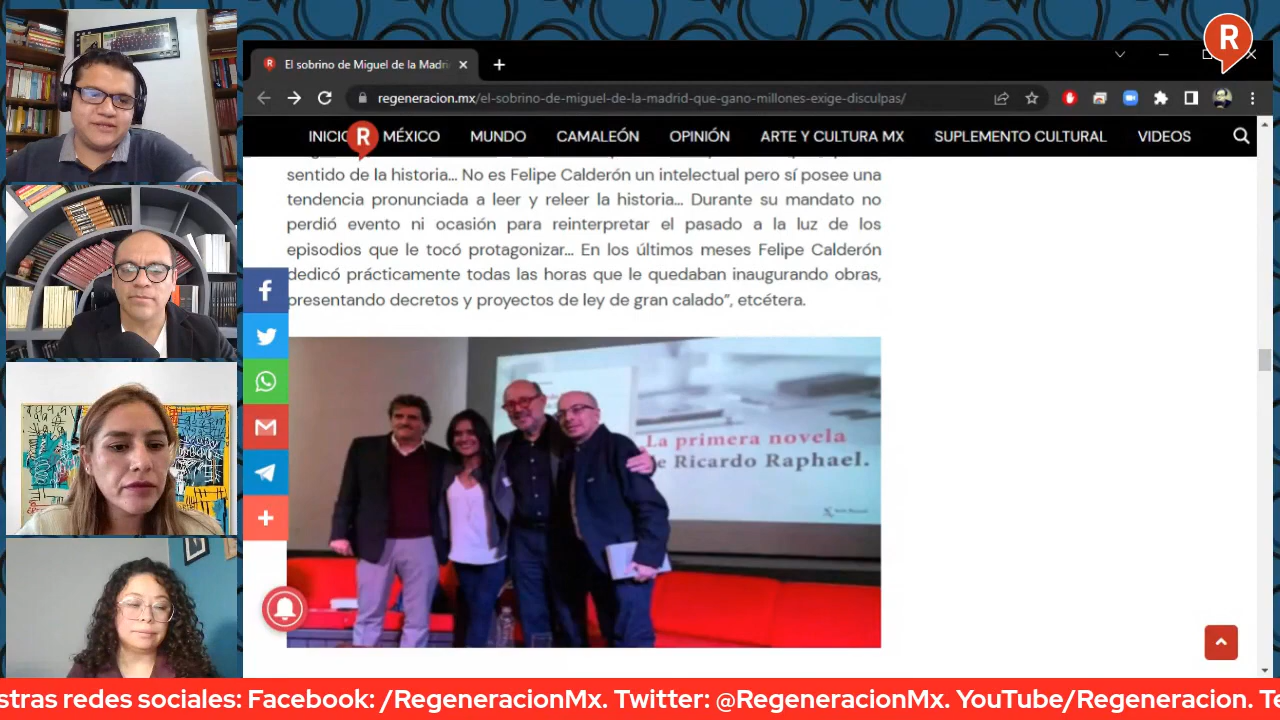 El sobrino de Miguel de la Madri
regeneracion.mx/el-sobrino-de-miguel-de-la-madrid-que-gano-millones-exige-disculpas/
R
INICIO
R
MÉXICO
MUNDO
CAMALEÓN
OPINIÓN
ARTE Y CULTURA MX
SUPLEMENTO CULTURAL
VIDEOS
sentido de la historia... No es Felipe Calderón un intelectual pero sí posee una
tendencia pronunciada a leer y releer la historia... Durante su mandato no
perdió evento ni ocasión para reinterpretar el pasado a la luz de los
episodios que le tocó protagonizar... En los últimos meses Felipe Calderón
dedicó prácticamente todas las horas que le quedaban inaugurando obras,
presentando decretos y proyectos de ley de gran calado”, etcétera.
La primera novela
de Ricardo Raphael.
stras redes sociales: Facebook: /RegeneracionMx. Twitter: @RegeneracionMx. YouTube/Regeneracion. Te